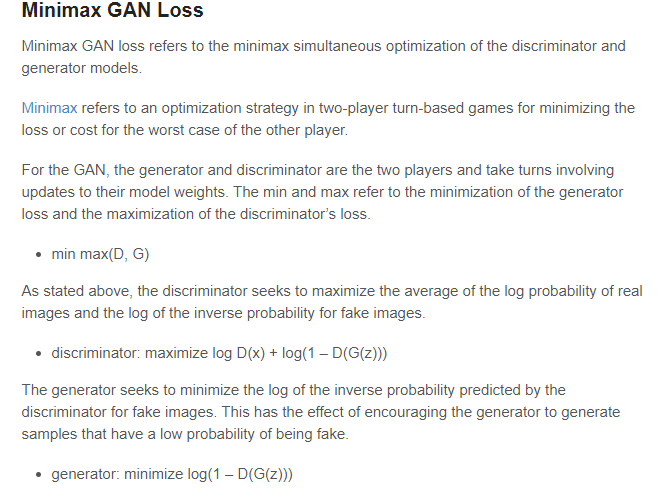 Minimax GAN Loss
Minimax GAN loss refers to the minimax simultaneous optimization of the discriminator and
generator models.
Minimax refers to an optimization strategy in two-player turn-based games for minimizing the
loss or cost for the worst case of the other player.
For the GAN, the generator and discriminator are the two players and take turns involving
updates to their model weights. The min and max refer to the minimization of the generator
loss and the maximization of the discriminator's loss.
• min max(D, G)
As stated above, the discriminator seeks to maximize the average of the log probability of real
images and the log of the inverse probability for fake images.
• discriminator: maximize log D(x) + log(1 – D(G(z)))
The generator seeks to minimize the log of the inverse probability predicted by the
discriminator for fake images. This has the effect of encouraging the generator to generate
samples that have a low probability of being fake.
• generator: minimize log(1 – D(G(z)))